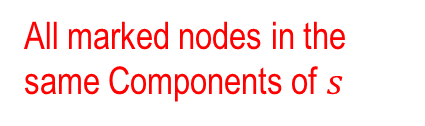 All marked nodes in the
same Components of s